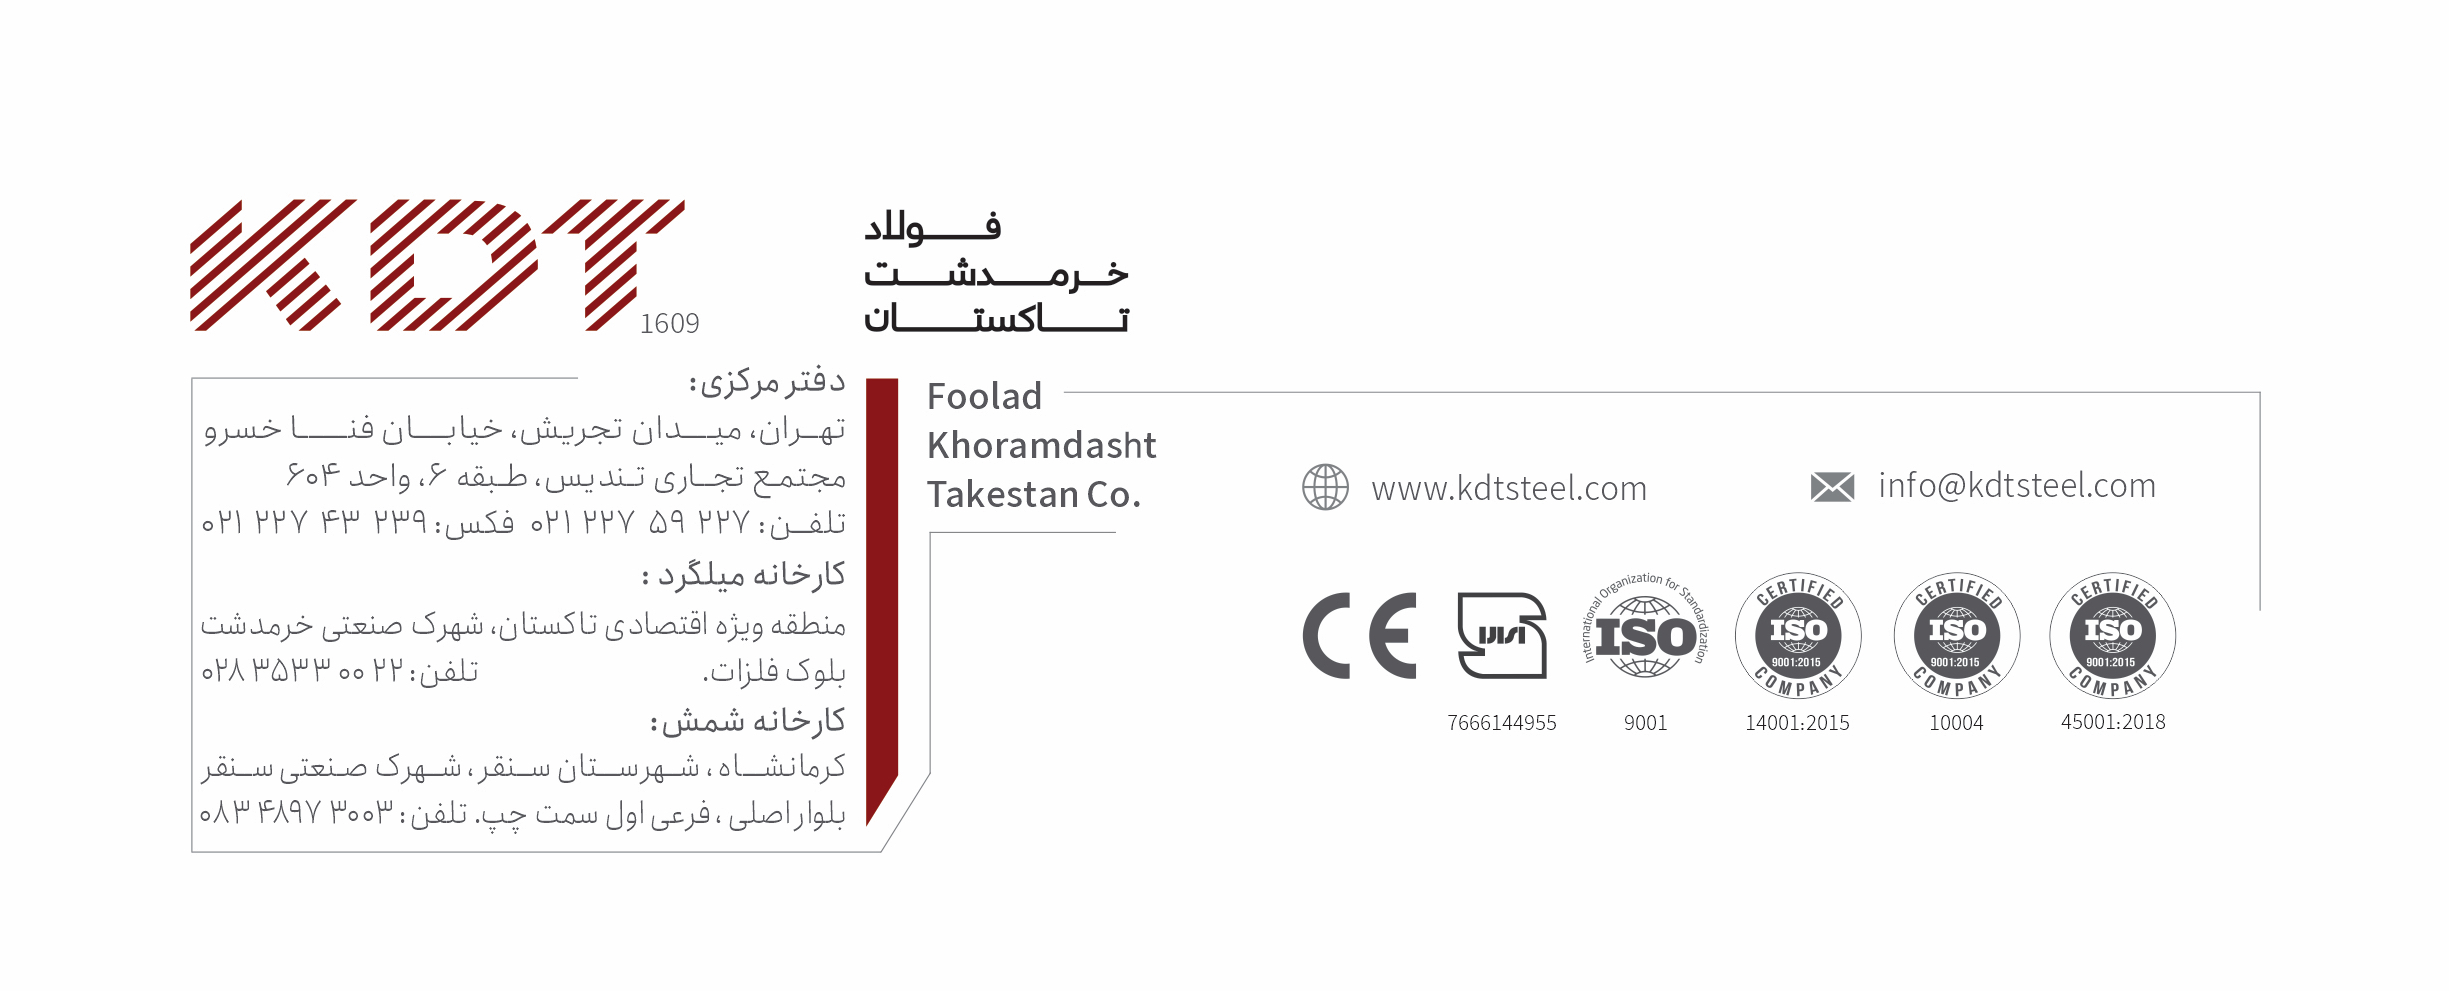 KDT
1609
فولاد
خرمدشت
تاکستان
دفتر مرکزی:
تهران، میدان تجریش، خیابان فنا خسرو
مجتمع تجاری تندیس، طبقه ۶، واحد ۶۰۴
تلفن: ۲۲۷ ۵۹ ۲۲۷ ۰۲۱ فکس: ۲۳۹ ۴۳ ۲۲۷ ۰۲۱
کارخانه میلگرد :
منطقه ویژه اقتصادی تاکستان، شهرک صنعتی خرمدشت
بلوک فلزات. تلفن: ۲۲ ۰۰ ۳۵۳۳ ۰۲۸
کارخانه شمش:
کرمانشاه ، شهرستان سنقر ، شهرک صنعتی سنقر
بلوار اصلی ، فرعی اول سمت چپ. تلفن: ۳۰۰۳ ۴۸۹۷ ۰۸۳
Foolad
Khoramdasht
Takestan Co.
www.kdtsteel.com
info@kdtsteel.com
CE
7666144955
International Organization for Standardization
ISO
9001
CERTIFIED
ISO
9001:2015
COMPANY
14001:2015
CERTIFIED
ISO
9001:2015
COMPANY
10004
CERTIFIED
ISO
9001:2015
COMPANY
45001:2018